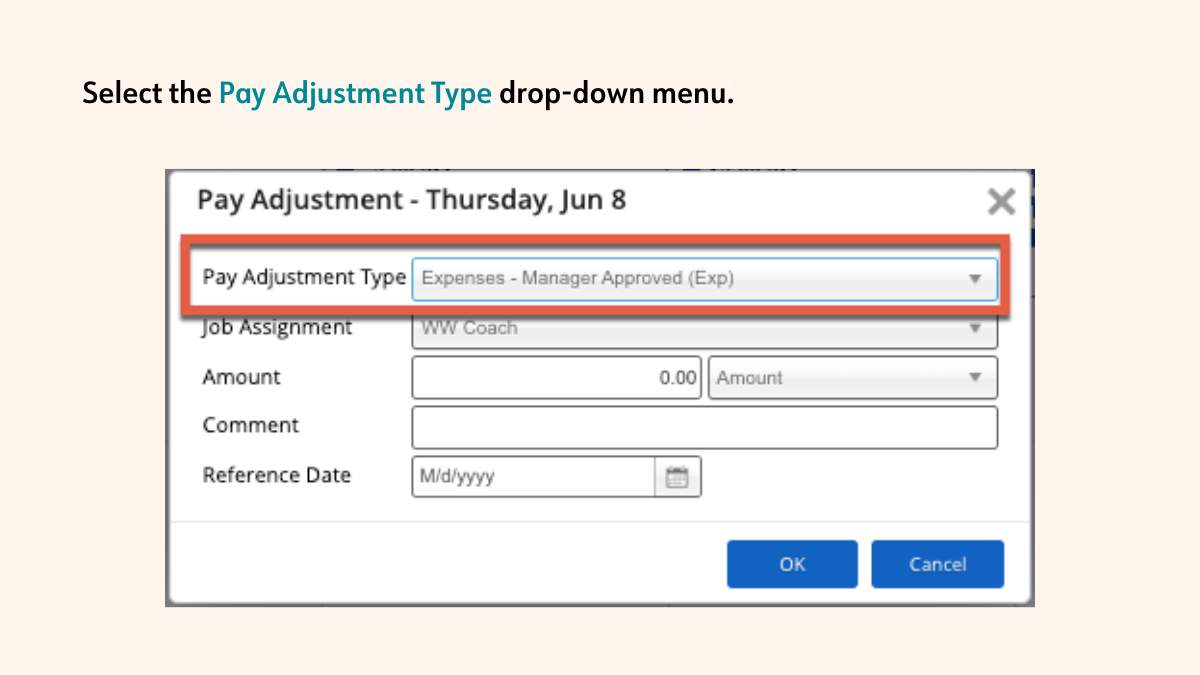 Select the Pay Adjustment Type drop-down menu.
Pay Adjustment - Thursday, Jun 8
Pay Adjustment Type Expenses - Manager Approved (Exp)
Job Assignment WW Coach
Amount 0.00 Amount
Comment
Reference Date M/d/yyyy
OK Cancel